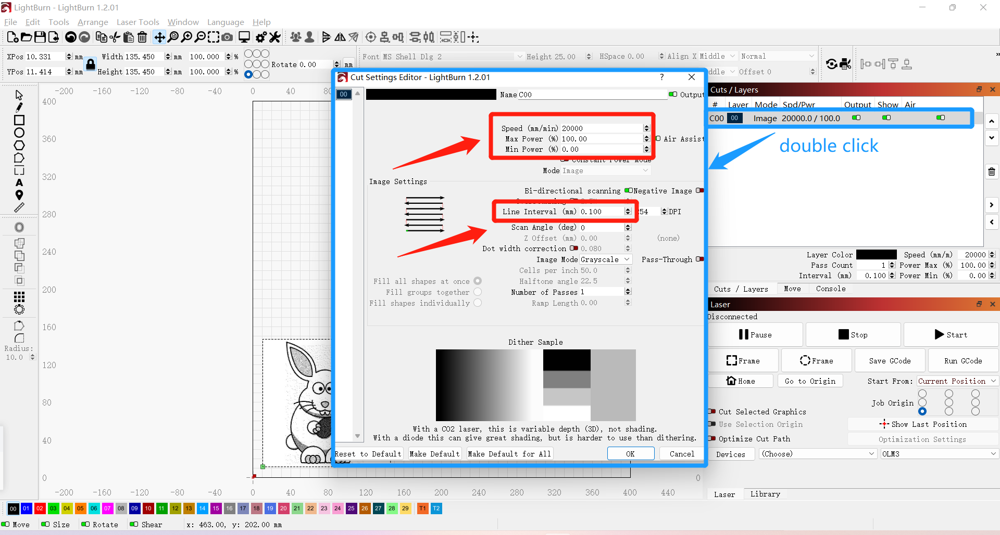 LightBurn - LightBurn 1.2.01
File Edit Tools Arrange Laser Tools Window Language Help
XPos 10.331 mm Width 135.450 mm 100.000 %
YPos 11.414 mm Height 135.450 mm 100.000 %
Rotate 0.00 mm
Font MS Shell Dlg 2 Height 25.00 HSpace 0.00 Align X Middle Normal
ddle Offset 0
-200 -160 -120 -80 -40 0 40 80
400
360
320
280
240
200
160
120
80
40
0
0
-200 -160 -120 -80 -40 0 40 80 120 160 200 240 280 320 360 400 440
Radius:
10.0
Cut Settings Editor - LightBurn 1.2.01
?
00
Name C00
Output
Speed (mm/min) 20000
Max Power (%) 100.00
Air Assist
Min Power (%) 0.00
Constant Power mode
Mode Image
Image Settings
Bi-directional scanning
Negative Image
Line Interval (mm) 0.100
254 DPI
Scan Angle (deg) 0
Z Offset (mm) 0.00
(none)
Dot width correction 0.080
Image Mode Grayscale
Pass-Through
Cells per inch 50.0
Fill all shapes at once
Halftone angle 22.5
Fill groups together
Number of Passes 1
Fill shapes individually
Ramp Length 0.00
Dither Sample
With a CO2 laser, this is variable depth (3D), not shading.
With a diode this can give great shading, but is harder to use than dithering.
Reset to Default
Make Default
Make Default for All
OK
Cancel
Cuts / Layers
# Layer Mode Spd/Pwr Output Show Air
C00 00 Image 20000.0 / 100.0
double click
Layer Color
Speed (mm/m) 20000
Pass Count 1
Power Max (%) 100.00
Interval (mm) 0.100
Power Min (%) 0.00
Cuts / Layers
Move
Console
Laser
Disconnected
Pause
Stop
Start
Frame
Frame
Save GCode
Run GCode
Home
Go to Origin
Start From: Current Position
Job Origin
Cut Selected Graphics
Use Selection Origin
Show Last Position
Optimize Cut Path
Optimization Settings
Devices
(Choose)
OLM3
Laser
Library
00 01 02 03 04 05 06 07 08 09 10 11 12 13 14 15 16 17 18 19 20 21 22 23 24 25 26 27 28 29 T1 T2
Move Size Rotate Shear x: 463.00, y: 202.00 mm